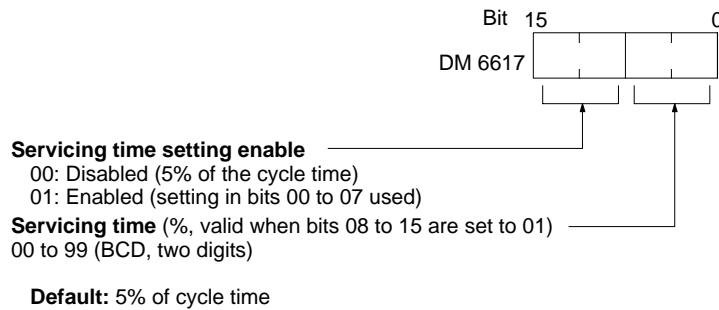 Bit 15 0
DM 6617
Servicing time setting enable
00: Disabled (5% of the cycle time)
01: Enabled (setting in bits 00 to 07 used)
Servicing time (%, valid when bits 08 to 15 are set to 01)
00 to 99 (BCD, two digits)
Default: 5% of cycle time